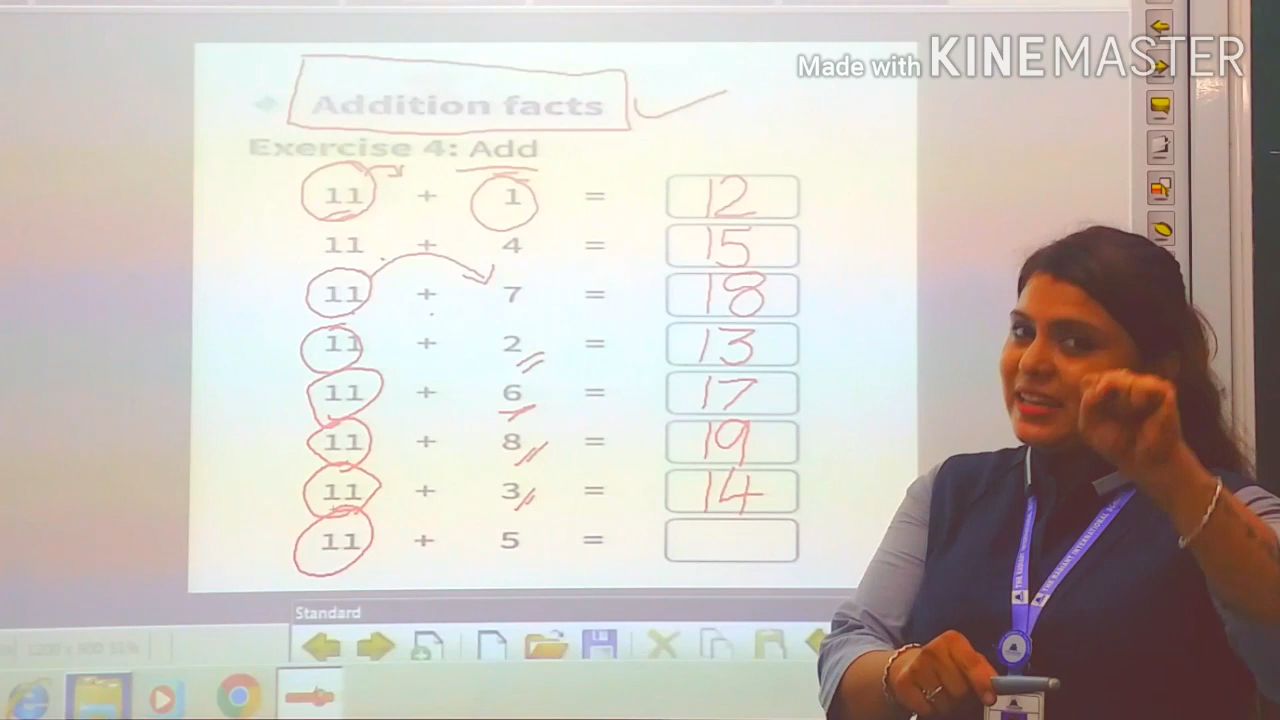 Made with KINEMASTER
Addition facts
Exercise 4: Add
11 + 1 = 12
11 + 4 = 15
11 + 7 = 18
11 + 2 = 13
11 + 6 = 17
11 + 8 = 19
11 + 3 = 14
11 + 5 =
Standard